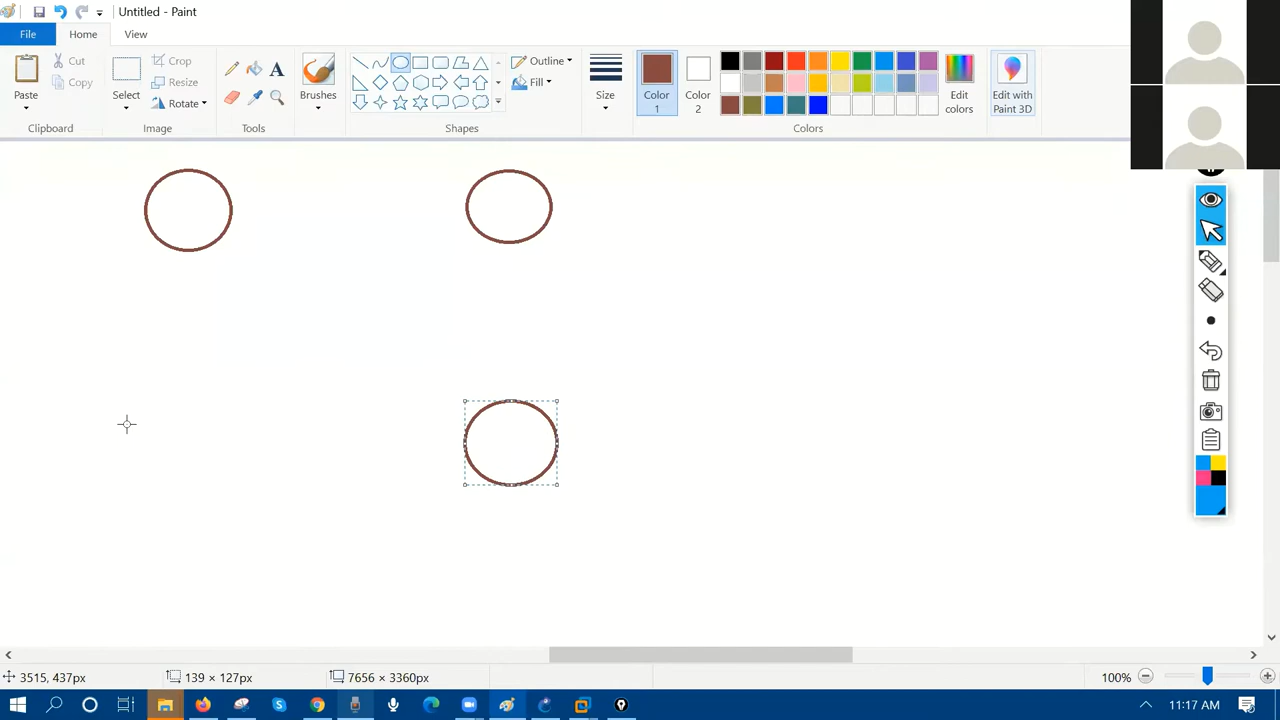 Untitled - Paint
File Home View
Paste
Cut
Copy
Clipboard
Select
Crop
Resize
Rotate
Image
Tools
Brushes
Outline
Fill
Shapes
Size
Color 1
Color 2
Edit colors
Edit with Paint 3D
Colors
3515, 437px
139 × 127px
7656 × 3360px
100%
11:17 AM